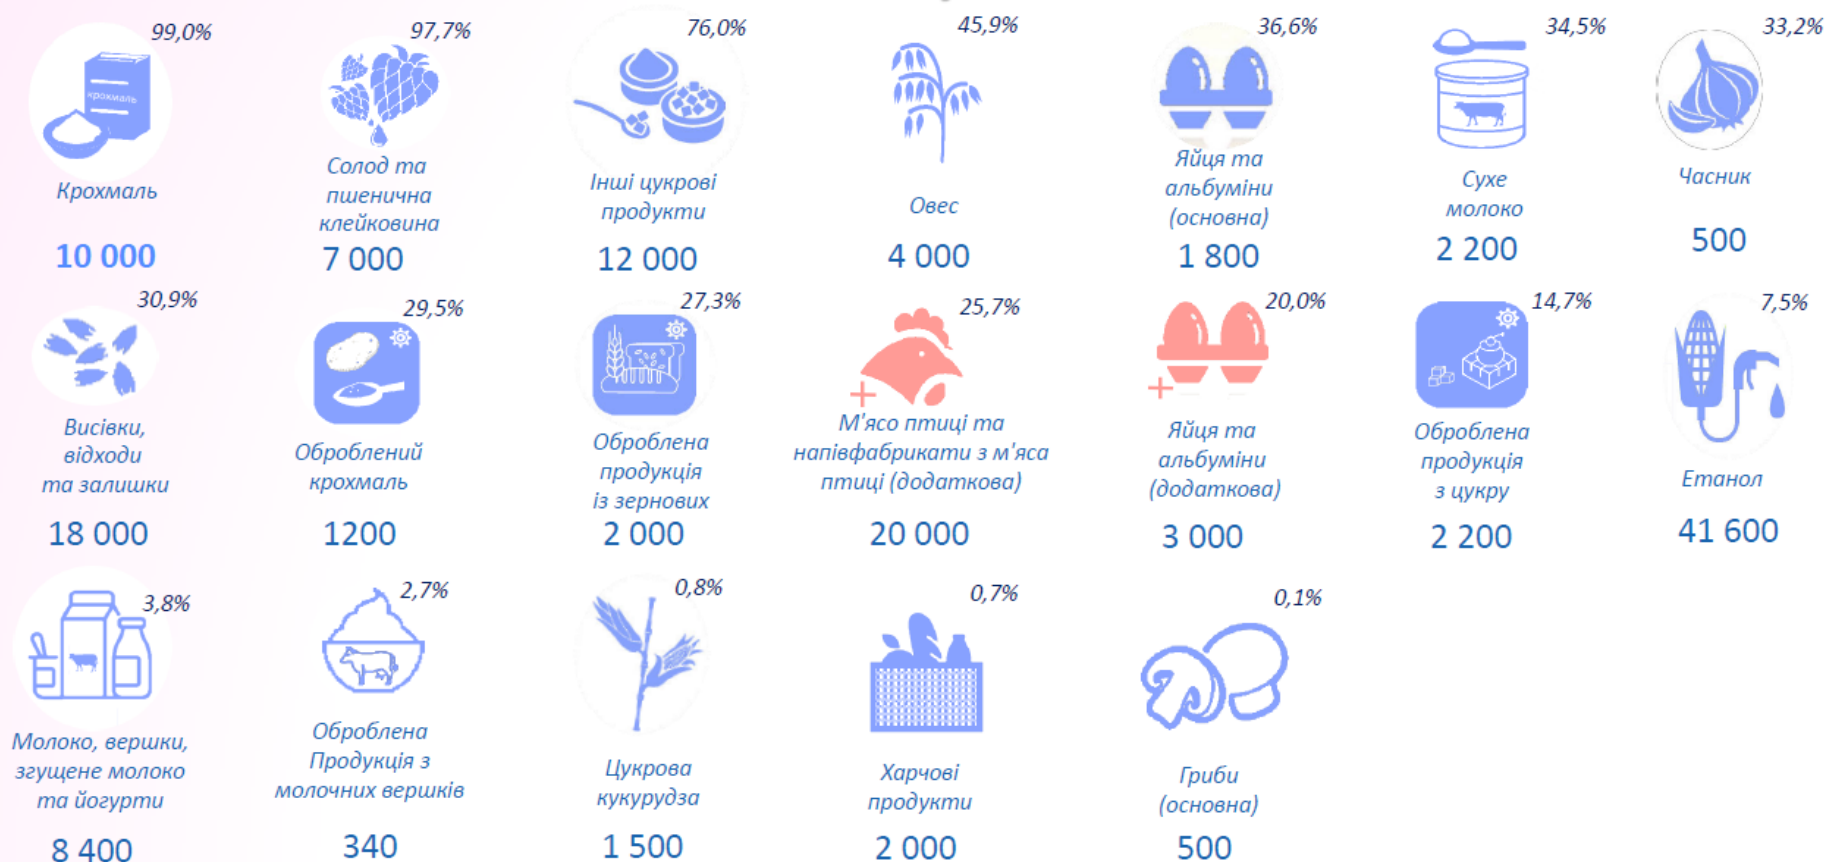 99,0%
крохмаль
Крохмаль
10 000
97,7%
Солод та
пшенична
клейковина
7 000
76,0%
Інші цукрові
продукти
12 000
45,9%
Овес
4 000
36,6%
Яйця та
альбуміни
(основна)
1 800
34,5%
Сухе
молоко
2 200
33,2%
Часник
500
30,9%
Висівки,
відходи
та залишки
18 000
29,5%
Оброблений
крохмаль
1200
27,3%
Оброблена
продукція
із зернових
2 000
25,7%
М'ясо птиці та
напівфабрикати з м'яса
птиці (додаткова)
20 000
20,0%
Яйця та
альбуміни
(додаткова)
3 000
14,7%
Оброблена
продукція
з цукру
2 200
7,5%
Етанол
41 600
3,8%
Молоко, вершки,
згущене молоко
та йогурти
8 400
2,7%
Оброблена
Продукція з
молочних вершків
340
0,8%
Цукрова
кукурудза
1 500
0,7%
Харчові
продукти
2 000
0,1%
Гриби
(основна)
500